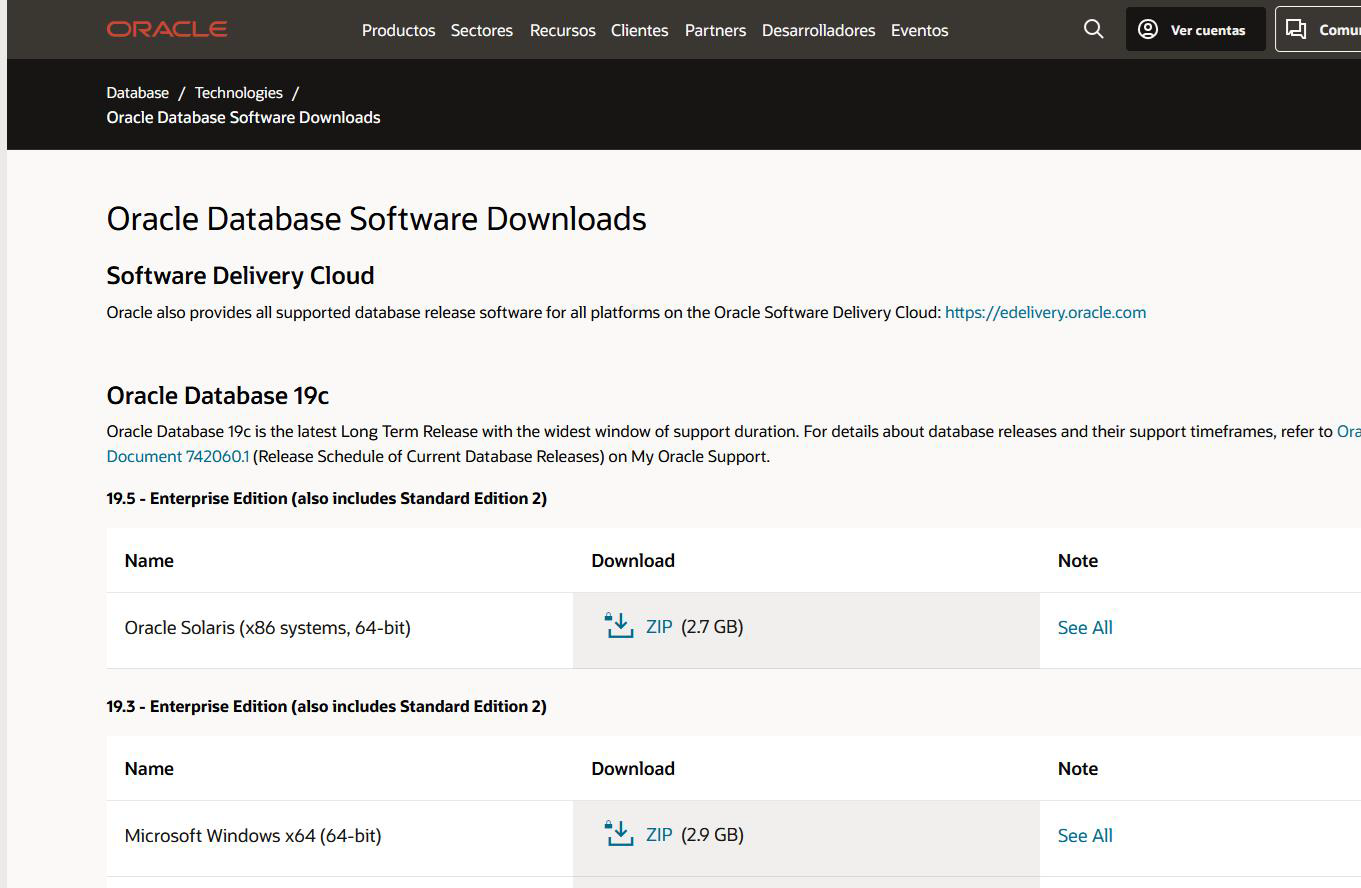 ORACLE
Productos Sectores Recursos Clientes Partners Desarrolladores Eventos
Ver cuentas
Database / Technologies /
Oracle Database Software Downloads
Oracle Database Software Downloads
Software Delivery Cloud
Oracle also provides all supported database release software for all platforms on the Oracle Software Delivery Cloud: https://edelivery.oracle.com
Oracle Database 19c
Oracle Database 19c is the latest Long Term Release with the widest window of support duration. For details about database releases and their support timeframes, refer to
Document 742060.1 (Release Schedule of Current Database Releases) on My Oracle Support.
19.5 - Enterprise Edition (also includes Standard Edition 2)
Name Download Note
Oracle Solaris (x86 systems, 64-bit) ZIP (2.7 GB) See All
19.3 - Enterprise Edition (also includes Standard Edition 2)
Name Download Note
Microsoft Windows x64 (64-bit) ZIP (2.9 GB) See All